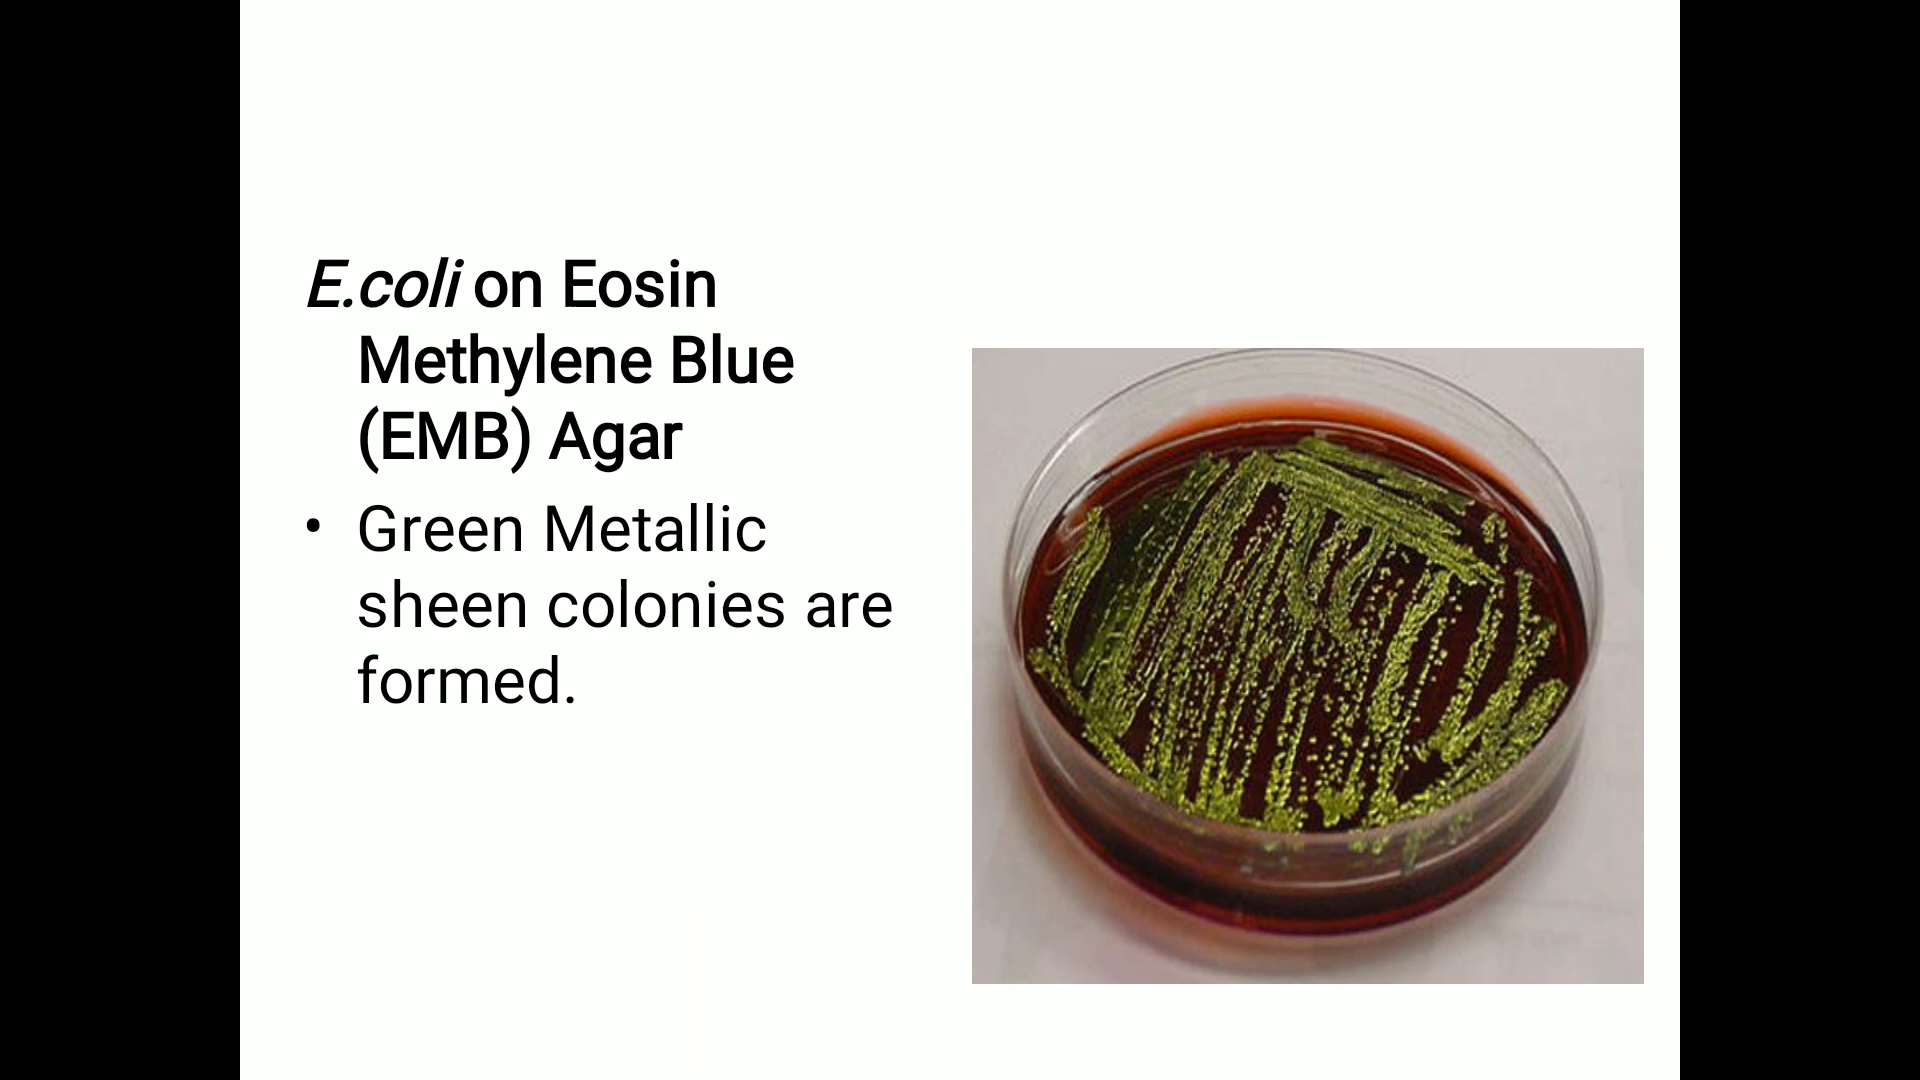 E.coli on Eosin
Methylene Blue
(EMB) Agar
• Green Metallic
sheen colonies are
formed.